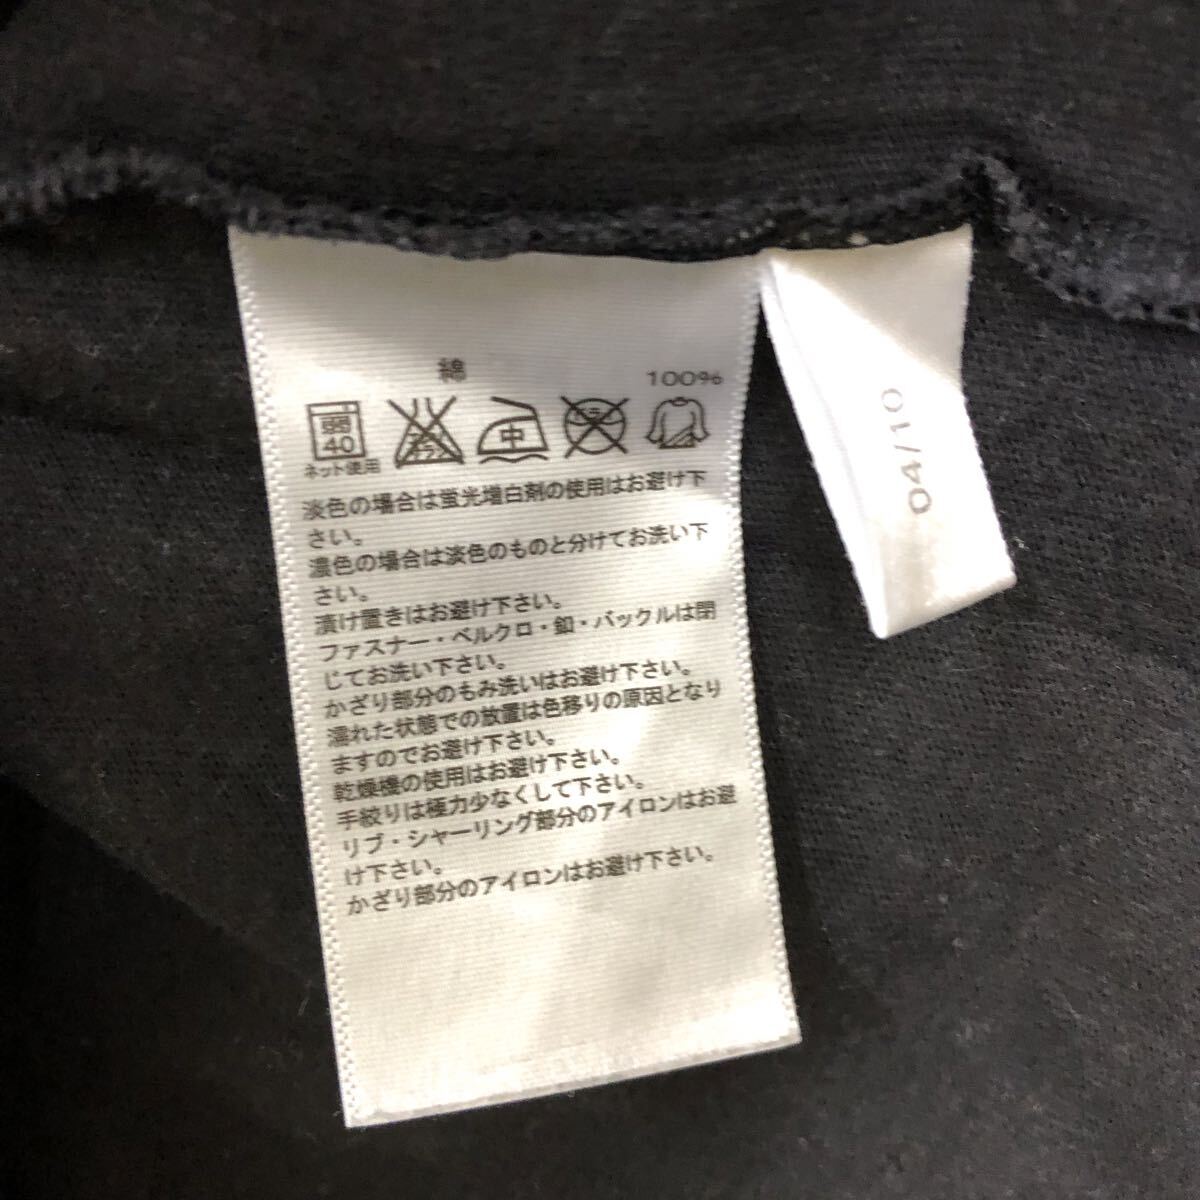 綿 100%
弱
40
エンソ
サラシ
中
ドライ
ネット使用
淡色の場合は蛍光増白剤の使用はお避け下
さい。
濃色の場合は淡色のものと分けてお洗い下
さい。
漬け置きはお避け下さい。
ファスナー・ベルクロ・釦・バックルは閉
じてお洗い下さい。
かざり部分のもみ洗いはお避け下さい。
濡れた状態での放置は色移りの原因となり
ますのでお避け下さい。
乾燥機の使用はお避け下さい。
手絞りは極力少なくして下さい。
リブ・シャーリング部分のアイロンはお避
け下さい。
かざり部分のアイロンはお避け下さい。
04/10